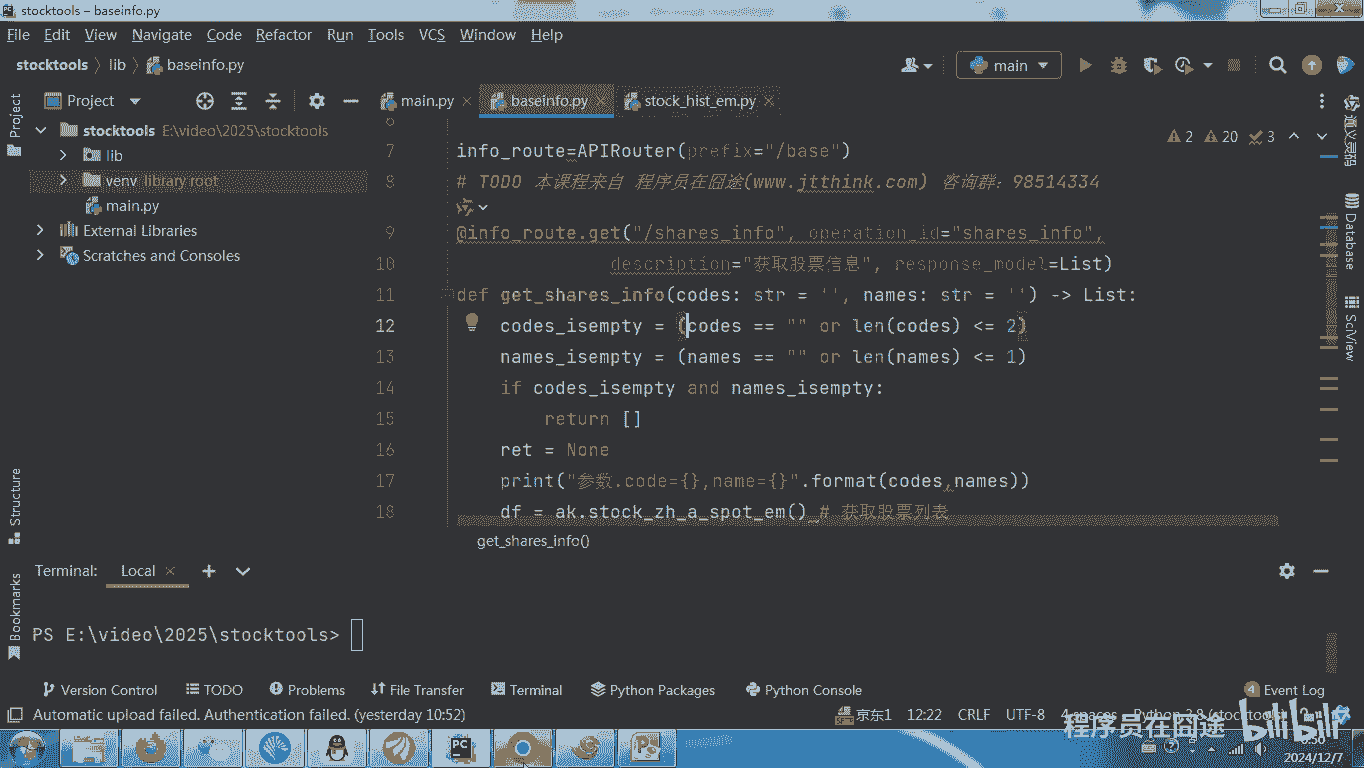 stocktools – baseinfo.py
File Edit View Navigate Code Refactor Run Tools VCS Window Help
stocktools lib baseinfo.py main
Project main.py baseinfo.py stock_hist_em.py
Project
stocktools E:\video\2025\stocktools
lib
venv library root
main.py
External Libraries
Scratches and Consoles
2 20 3
6
7 info_route=APIRouter(prefix="/base")
8 # TODO 本课程来自 程序员在囧途(www.jtthink.com) 咨询群：98514334
9 @info_route.get("/shares_info", operation_id="shares_info",
10 description="获取股票信息", response_model=List)
11 def get_shares_info(codes: str = '', names: str = '') -> List:
12 codes_isempty = (codes == "" or len(codes) <= 2)
13 names_isempty = (names == "" or len(names) <= 1)
14 if codes_isempty and names_isempty:
15 return []
16 ret = None
17 print("参数.code={},name={}".format(codes,names))
18 df = ak.stock_zh_a_spot_em() # 获取股票列表
get_shares_info()
通义灵码
Database
SciView
Structure
Bookmarks
Terminal: Local
PS E:\video\2025\stocktools>
Version Control TODO Problems File Transfer Terminal Python Packages Python Console 4 Event Log
Automatic upload failed. Authentication failed. (yesterday 10:52) 京东1 12:22 CRLF UTF-8 4 spaces Python 3.8
程序员在囧途 bilibili
2024/12/7